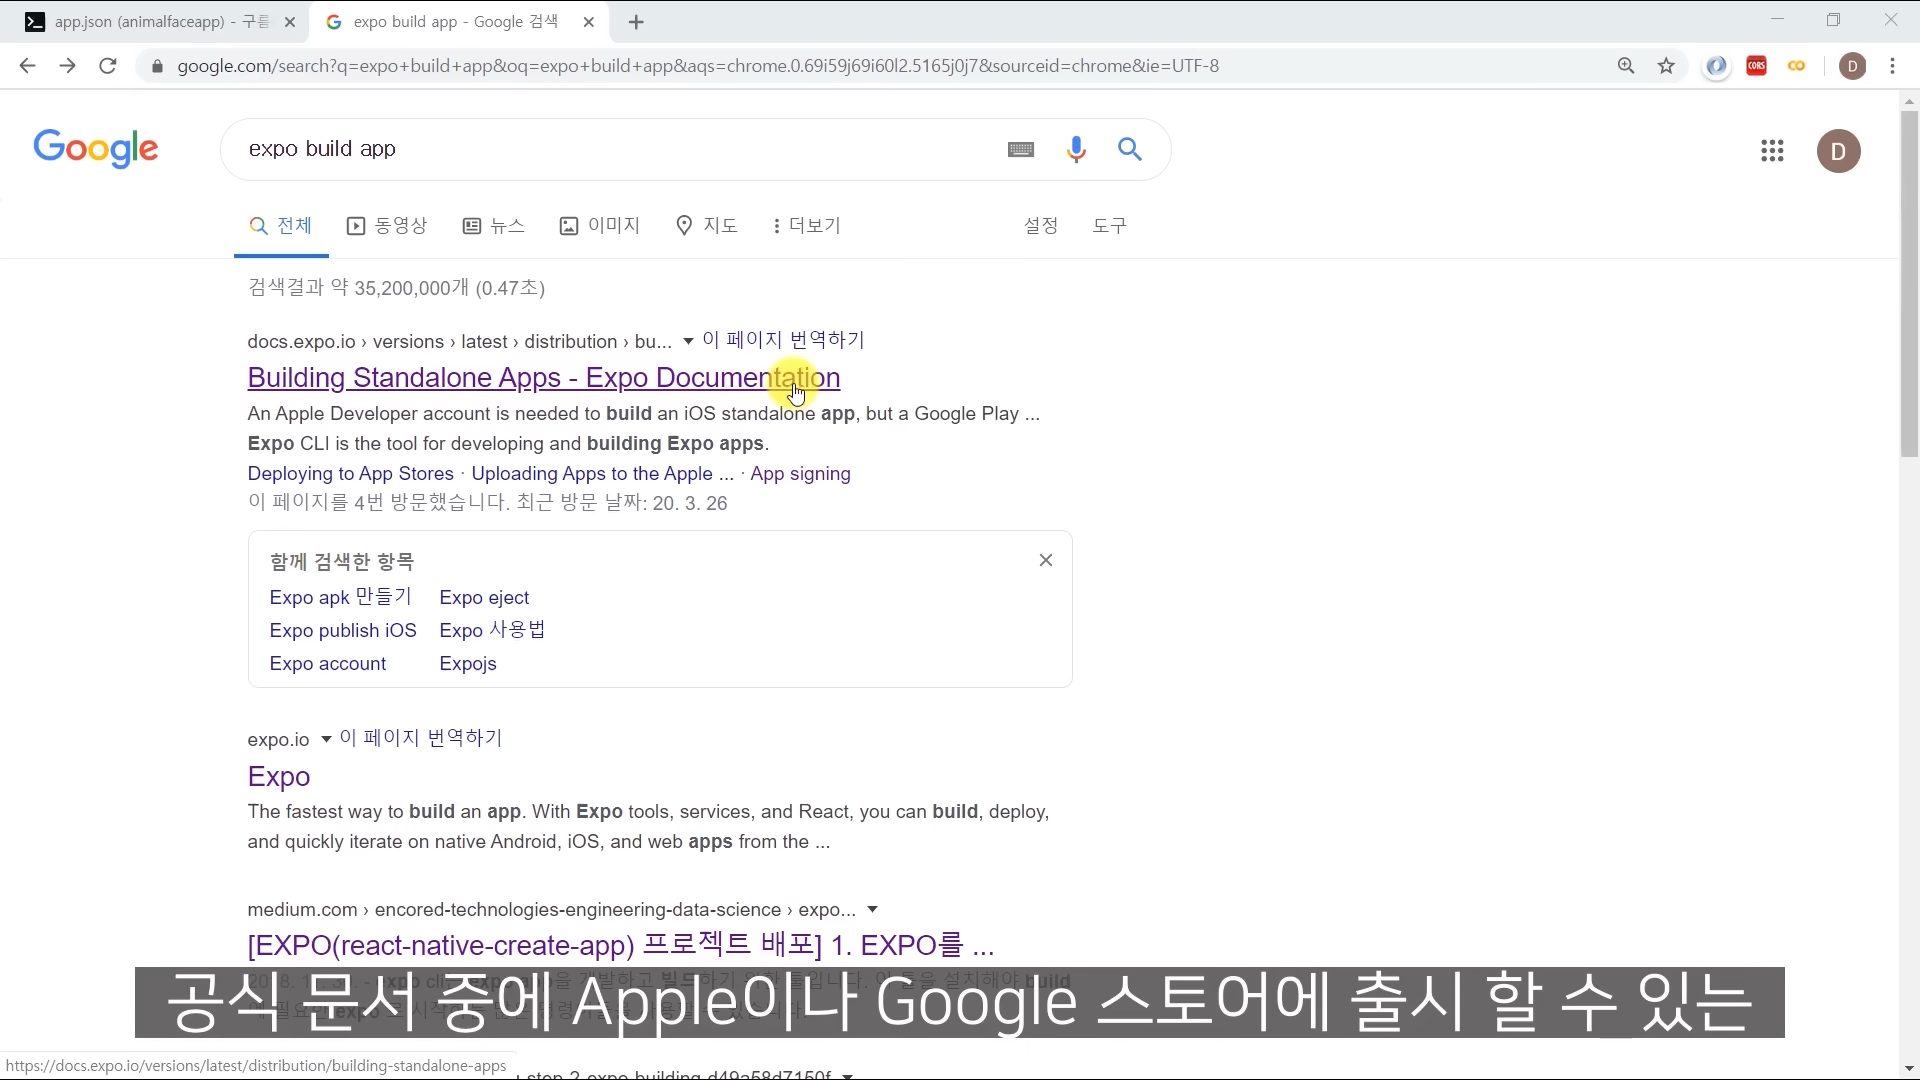 app.json (animalfaceapp) - 구름
expo build app - Google 검색
google.com/search?q=expo+build+app&oq=expo+build+app&aqs=chrome.0.69i59j69i60l2.5165j0j7&sourceid=chrome&ie=UTF-8
CORS
D
Google
expo build app
D
전체 동영상 뉴스 이미지 지도 더보기 설정 도구
검색결과 약 35,200,000개 (0.47초)
docs.expo.io › versions › latest › distribution › bu... 이 페이지 번역하기
Building Standalone Apps - Expo Documentation
An Apple Developer account is needed to build an iOS standalone app, but a Google Play ...
Expo CLI is the tool for developing and building Expo apps.
Deploying to App Stores · Uploading Apps to the Apple ... · App signing
이 페이지를 4번 방문했습니다. 최근 방문 날짜: 20. 3. 26
함께 검색한 항목
Expo apk 만들기 Expo eject
Expo publish iOS Expo 사용법
Expo account Expojs
expo.io 이 페이지 번역하기
Expo
The fastest way to build an app. With Expo tools, services, and React, you can build, deploy,
and quickly iterate on native Android, iOS, and web apps from the ...
medium.com › encored-technologies-engineering-data-science › expo...
[EXPO(react-native-create-app) 프로젝트 배포] 1. EXPO를 ...
공식 문서 중에 Apple이나 Google 스토어에 출시 할 수 있는
https://docs.expo.io/versions/latest/distribution/building-standalone-apps
step-2-expo-building-d49a58d7150f